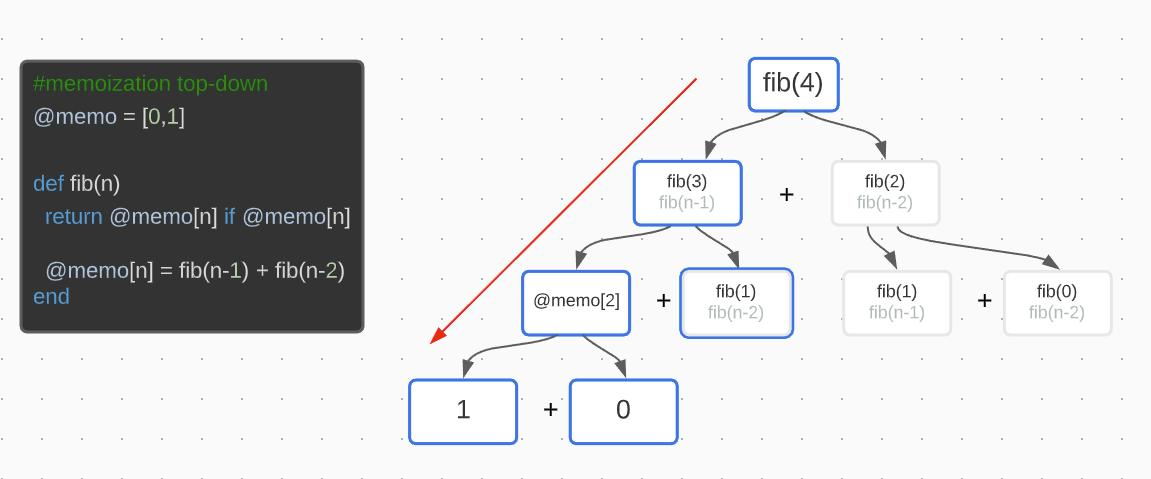 #memoization top-down
@memo = [0,1]
def fib(n)
return @memo[n] if @memo[n]
@memo[n] = fib(n-1) + fib(n-2)
end
fib(4)
fib(3)
fib(n-1)
+
fib(2)
fib(n-2)
@memo[2]
+
fib(1)
fib(n-2)
fib(1)
fib(n-1)
+
fib(0)
fib(n-2)
1
+
0